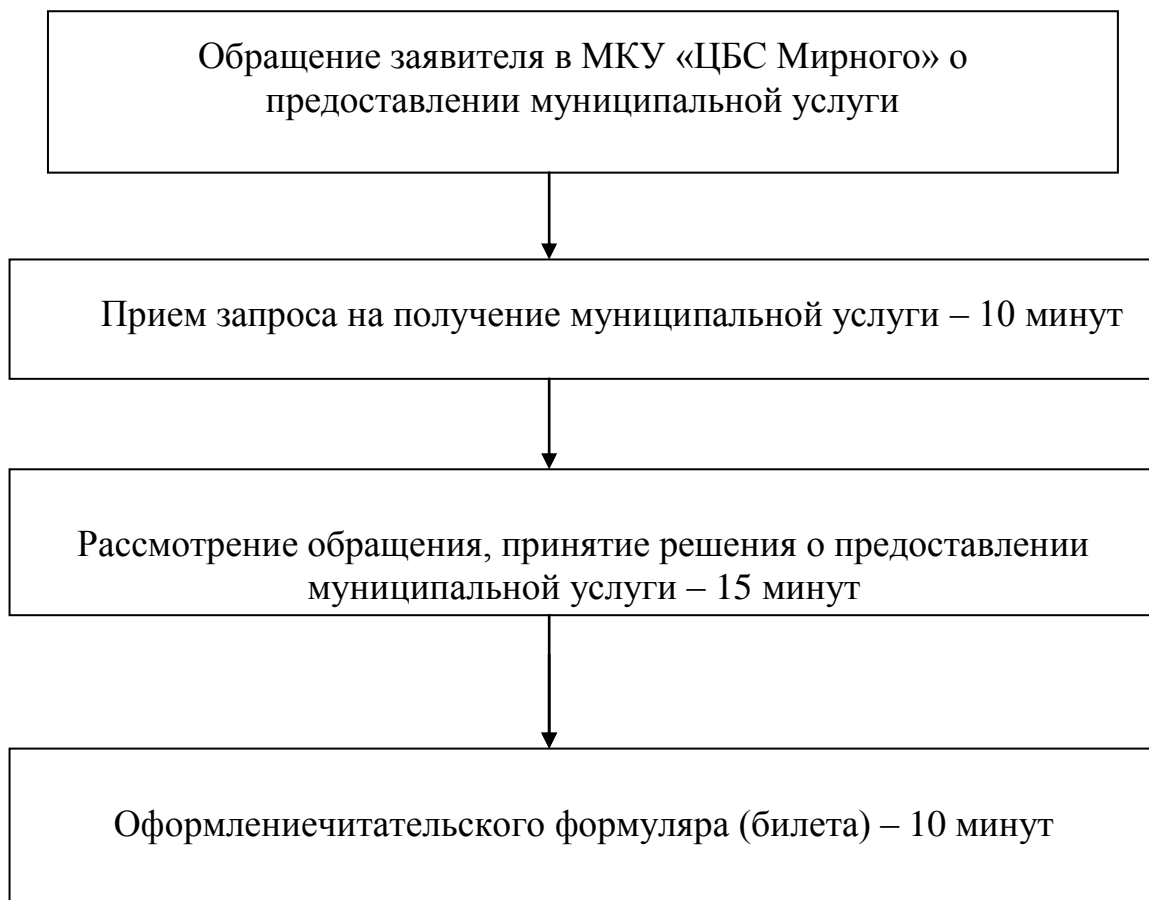 Обращение заявителя в МКУ «ЦБС Мирного» о
предоставлении муниципальной услуги
Прием запроса на получение муниципальной услуги – 10 минут
Рассмотрение обращения, принятие решения о предоставлении
муниципальной услуги – 15 минут
Оформлениечитательского формуляра (билета) – 10 минут